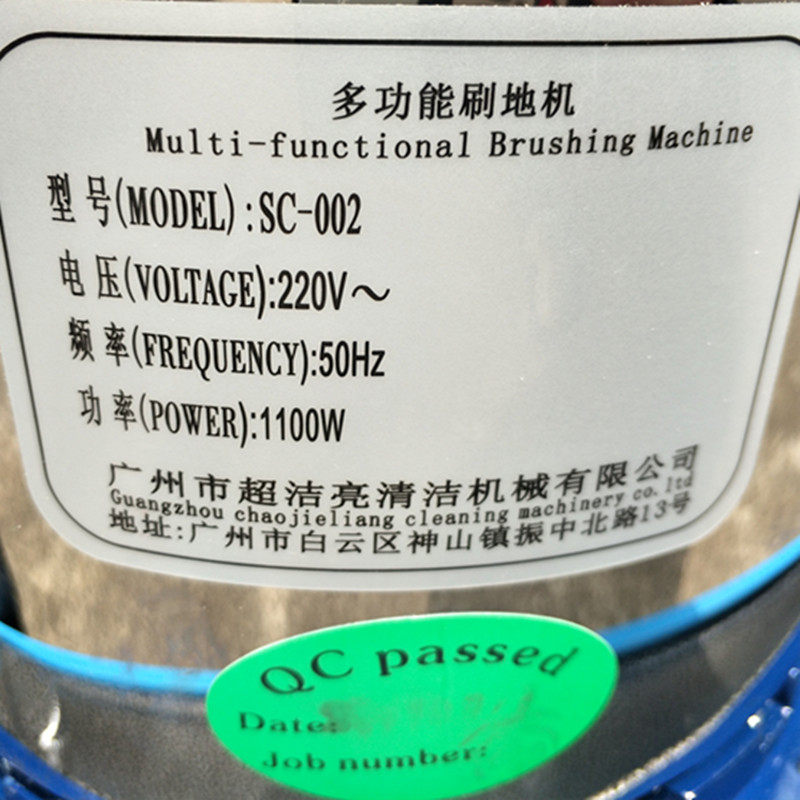 多功能刷地机
Multi-functional Brushing Machine
型号(MODEL):SC-002
电压(VOLTAGE):220V～
频率(FREQUENCY):50Hz
功率(POWER):1100W
广州市超洁亮清洁机械有限公司
Guangzhou chaojieliang cleaning machinery co. ltd
地址:广州市白云区神山镇振中北路13号
QC passed
Date:
Job number: